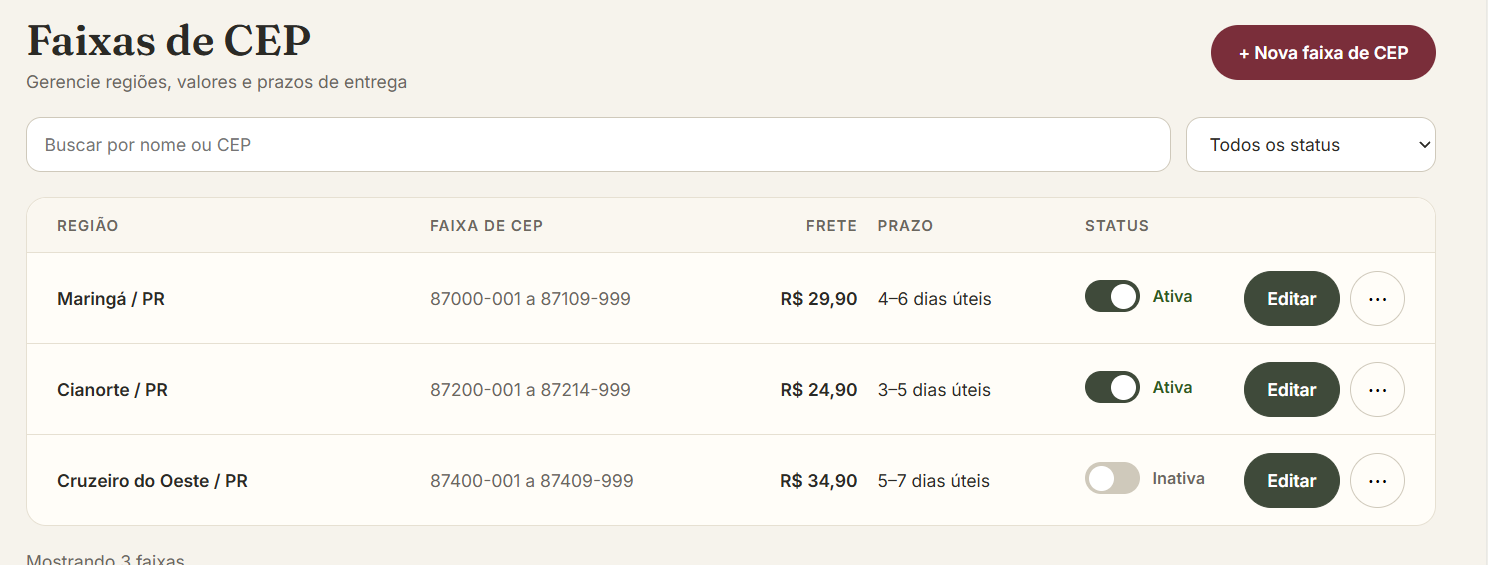 Faixas de CEP
+ Nova faixa de CEP
Gerencie regiões, valores e prazos de entrega
Buscar por nome ou CEP
Todos os status
REGIÃO FAIXA DE CEP FRETE PRAZO STATUS
Maringá / PR 87000-001 a 87109-999 R$ 29,90 4–6 dias úteis Ativa Editar ...
Cianorte / PR 87200-001 a 87214-999 R$ 24,90 3–5 dias úteis Ativa Editar ...
Cruzeiro do Oeste / PR 87400-001 a 87409-999 R$ 34,90 5–7 dias úteis Inativa Editar ...
Mostrando 3 faixas